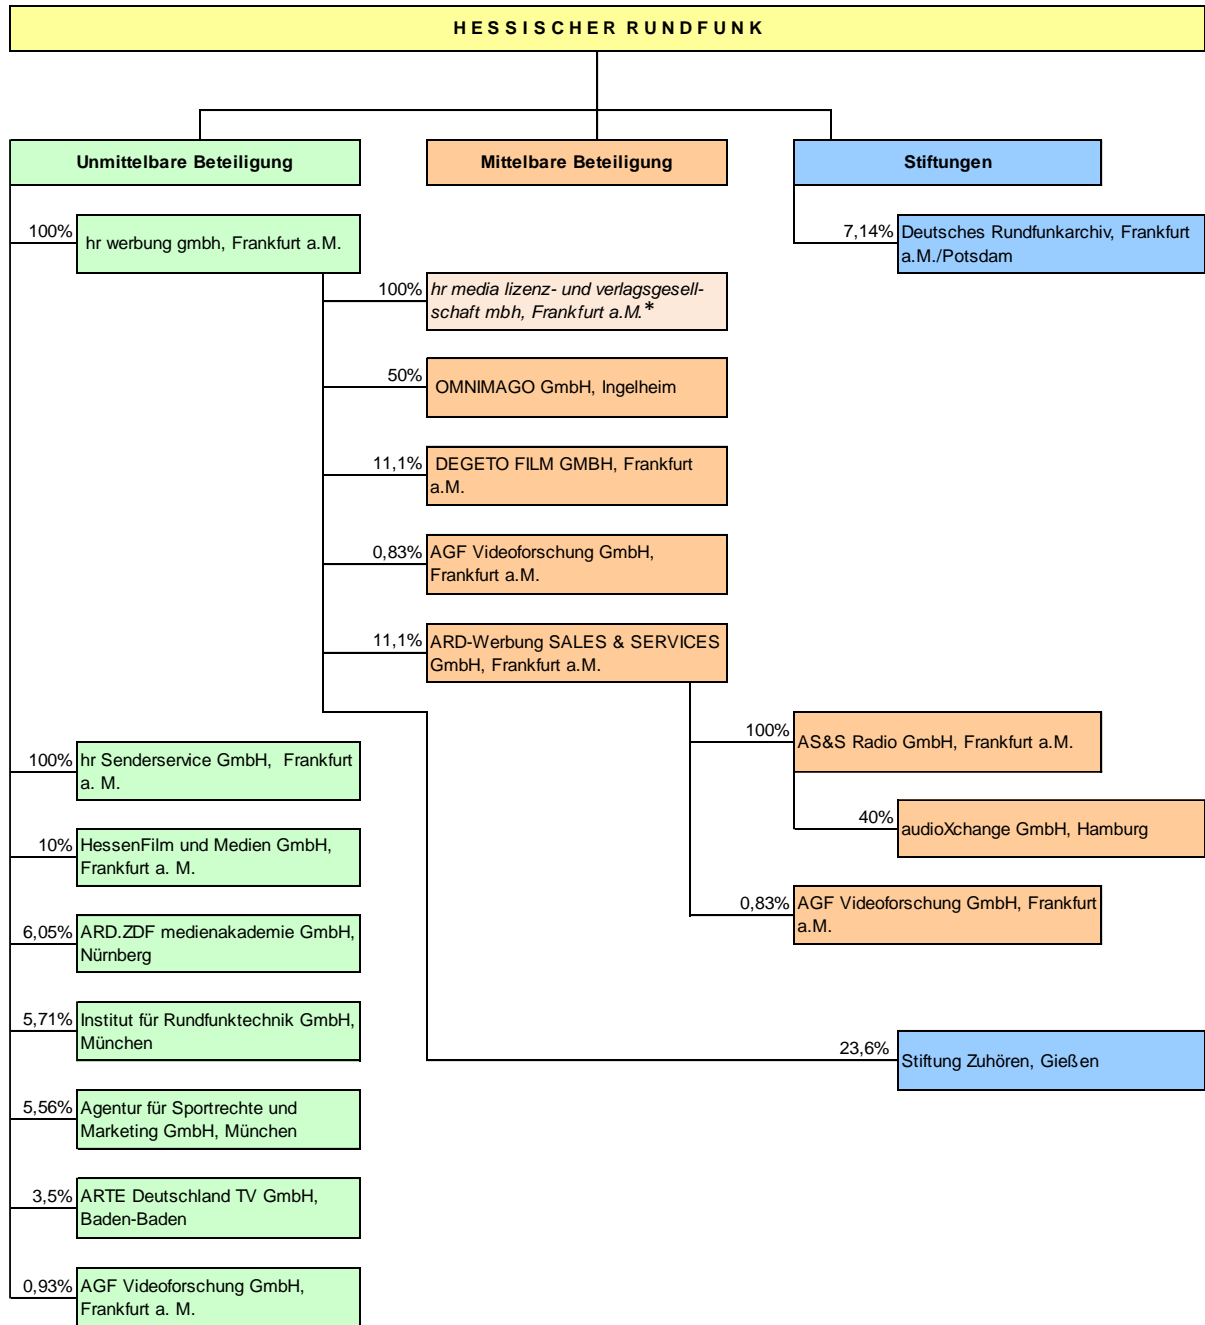 HESSISCHER RUNDFUNK
Unmittelbare Beteiligung
Mittelbare Beteiligung
Stiftungen
100%
hr werbung gmbh, Frankfurt a.M.
7,14%
Deutsches Rundfunkarchiv, Frankfurt
a.M./Potsdam
100%
hr media lizenz- und verlagsgesell-
schaft mbh, Frankfurt a.M.*
50%
OMNIMAGO GmbH, Ingelheim
11,1%
DEGETO FILM GMBH, Frankfurt
a.M.
0,83%
AGF Videoforschung GmbH,
Frankfurt a.M.
11,1%
ARD-Werbung SALES & SERVICES
GmbH, Frankfurt a.M.
100%
AS&S Radio GmbH, Frankfurt a.M.
40%
audioXchange GmbH, Hamburg
0,83%
AGF Videoforschung GmbH, Frankfurt
a.M.
23,6%
Stiftung Zuhören, Gießen
100%
hr Senderservice GmbH, Frankfurt
a. M.
10%
HessenFilm und Medien GmbH,
Frankfurt a. M.
6,05%
ARD.ZDF medienakademie GmbH,
Nürnberg
5,71%
Institut für Rundfunktechnik GmbH,
München
5,56%
Agentur für Sportrechte und
Marketing GmbH, München
3,5%
ARTE Deutschland TV GmbH,
Baden-Baden
0,93%
AGF Videoforschung GmbH,
Frankfurt a. M.